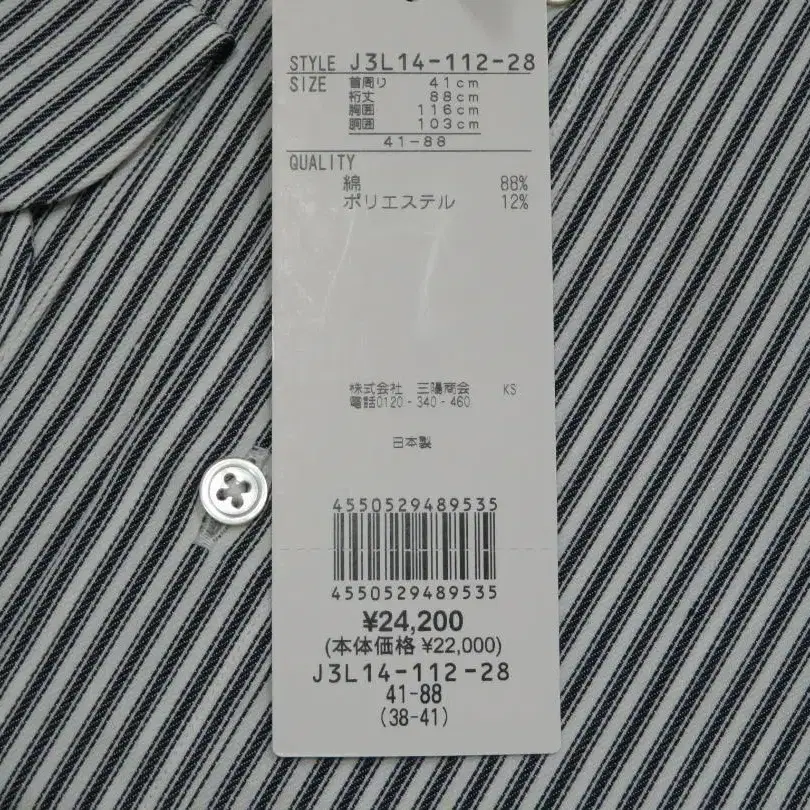 STYLE J3L14-112-28
SIZE 首周り 41cm
裄丈 88cm
胸囲 116cm
胴囲 103cm
41-88
QUALITY
綿 88%
ポリエステル 12%
株式会社 三陽商会 KS
電話0120-340-460
日本製
4550529489535
4550529489535
¥24,200
(本体価格 ¥22,000)
J3L14-112-28
41-88
(38-41)